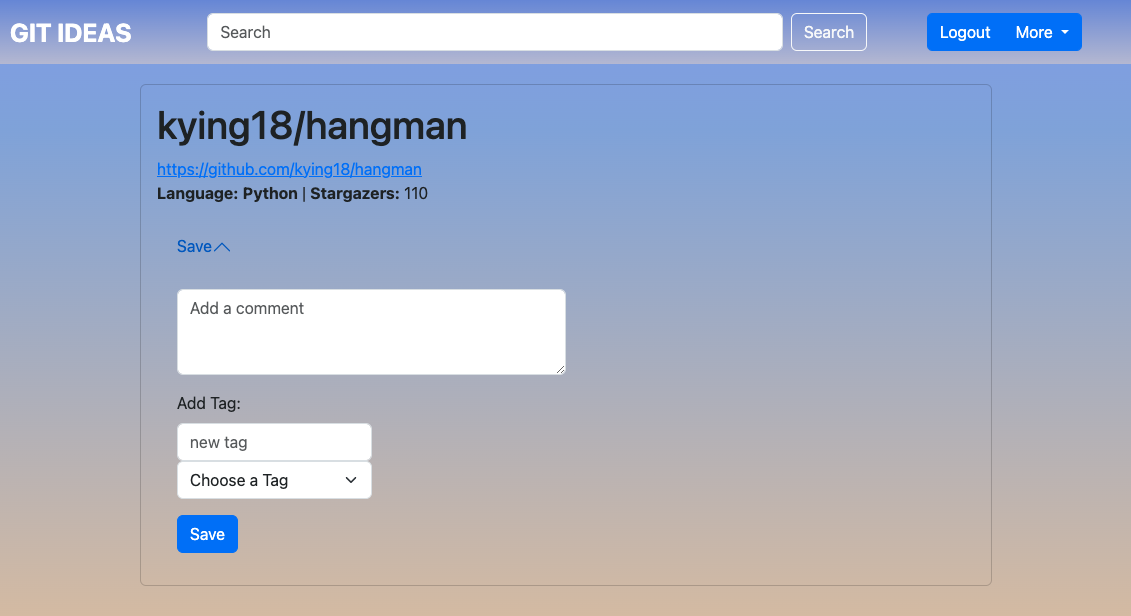 GIT IDEAS Search Search Logout More
kying18/hangman
https://github.com/kying18/hangman
Language: Python | Stargazers: 110
Save
Add a comment
Add Tag:
new tag
Choose a Tag
Save